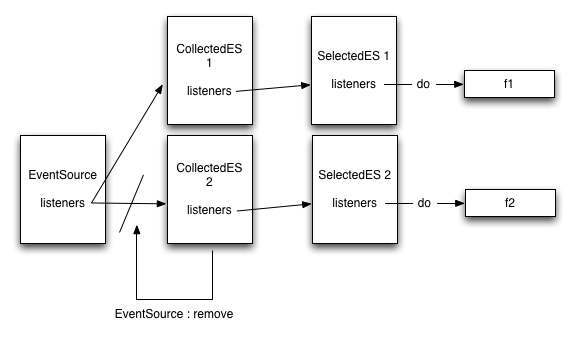 CollectedES
1
listeners
SelectedES 1
listeners
do
f1
EventSource
listeners
CollectedES
2
listeners
SelectedES 2
listeners
do
f2
EventSource : remove